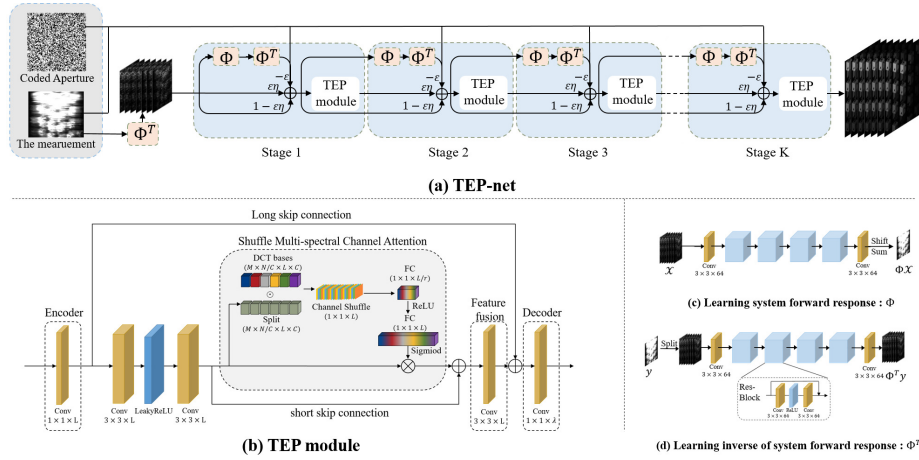 Coded Aperture
The mearuement
Φ^T
Φ Φ^T
−ε
εη
1 − εη
TEP
module
Stage 1
Φ Φ^T
−ε
εη
1 − εη
TEP
module
Stage 2
Φ Φ^T
−ε
εη
1 − εη
TEP
module
Stage 3
Φ Φ^T
−ε
εη
1 − εη
TEP
module
Stage K
(a) TEP-net
Long skip connection
Shuffle Multi-spectral Channel Attention
DCT bases
(M × N/C × L × C)
⊙
Split
(M × N/C × L × C)
Channel Shuffle
(1 × 1 × L)
FC
(1 × 1 × L/r)
ReLU
FC
(1 × 1 × L)
Sigmiod
Encoder
Conv
1 × 1 × L
Conv
3 × 3 × L
LeakyReLU
Conv
3 × 3 × L
short skip connection
Feature
fusion
Conv
3 × 3 × L
Decoder
Conv
1 × 1 × λ
(b) TEP module
𝒳
Conv
3 × 3 × 64
Conv
3 × 3 × 64
Shift
Sum
Φ𝒳
(c) Learning system forward response : Φ
y
Split
Conv
3 × 3 × 64
Conv
3 × 3 × 64
Φ^T y
Res-
Block
Conv
3 × 3 × 64
ReLU
Conv
3 × 3 × 64
(d) Learning inverse of system forward response : Φ^T